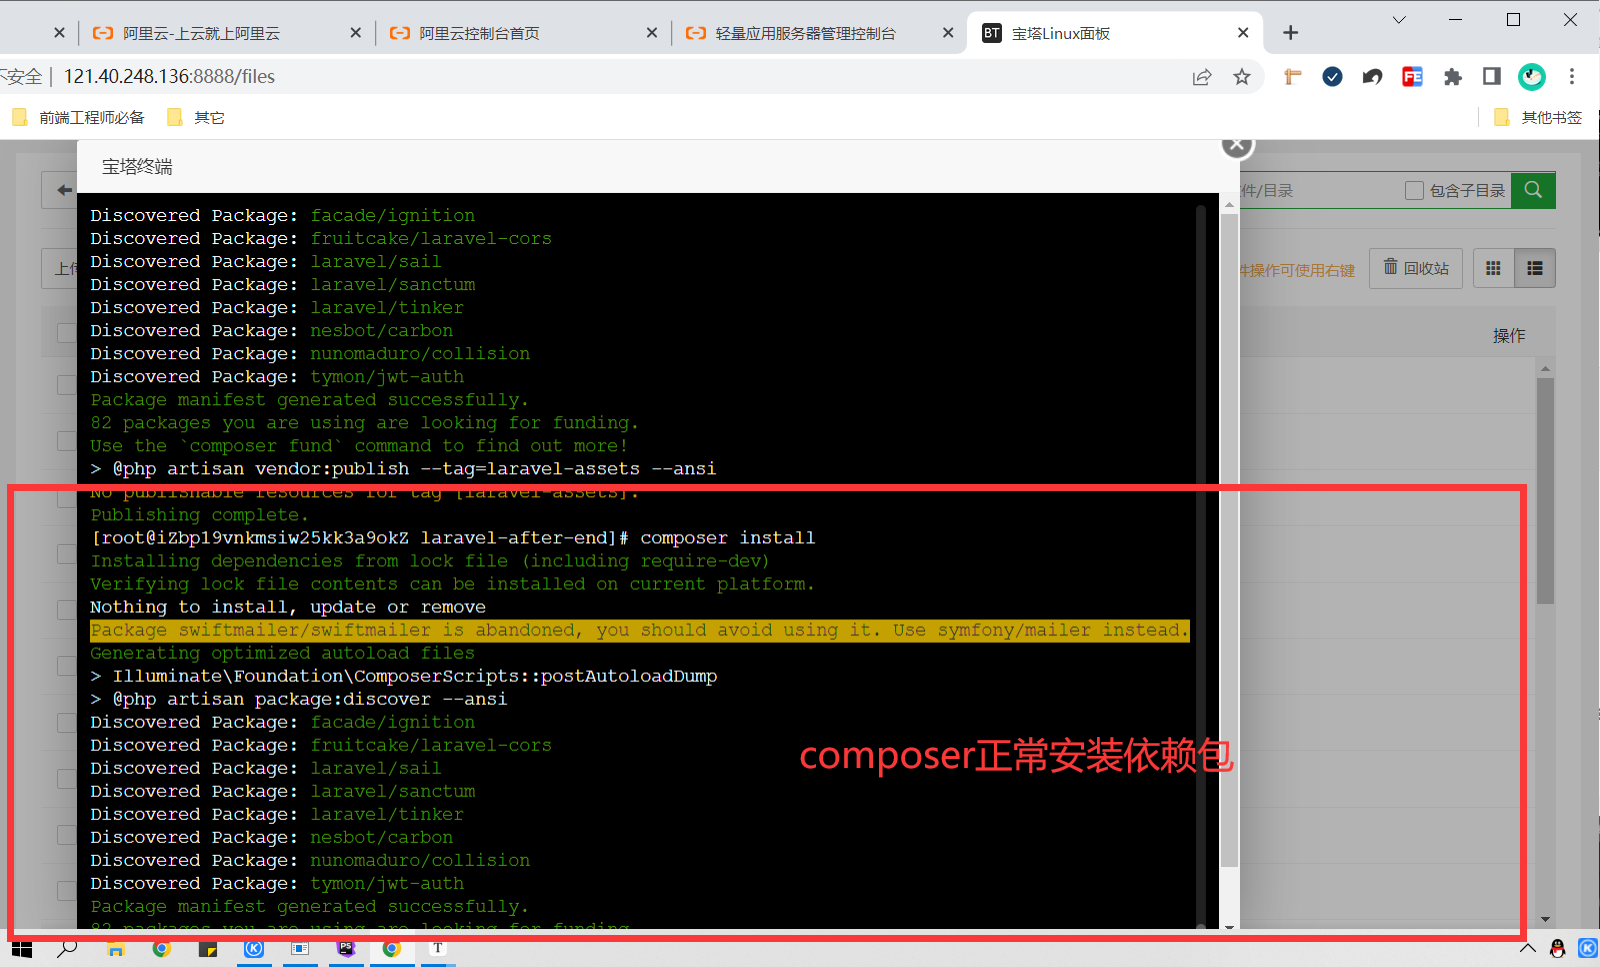 阿里云-上云就上阿里云
阿里云控制台首页
轻量应用服务器管理控制台
BT 宝塔Linux面板
不安全 | 121.40.248.136:8888/files
FE
前端工程师必备
其它
其他书签
宝塔终端
件/目录
包含子目录
上传
件操作可使用右键
回收站
操作
Discovered Package: facade/ignition
Discovered Package: fruitcake/laravel-cors
Discovered Package: laravel/sail
Discovered Package: laravel/sanctum
Discovered Package: laravel/tinker
Discovered Package: nesbot/carbon
Discovered Package: nunomaduro/collision
Discovered Package: tymon/jwt-auth
Package manifest generated successfully.
82 packages you are using are looking for funding.
Use the `composer fund` command to find out more!
> @php artisan vendor:publish --tag=laravel-assets --ansi
No publishable resources for tag [laravel-assets].
Publishing complete.
[root@iZbp19vnkmsiw25kk3a9okZ laravel-after-end]# composer install
Installing dependencies from lock file (including require-dev)
Verifying lock file contents can be installed on current platform.
Nothing to install, update or remove
Package swiftmailer/swiftmailer is abandoned, you should avoid using it. Use symfony/mailer instead.
Generating optimized autoload files
> Illuminate\Foundation\ComposerScripts::postAutoloadDump
> @php artisan package:discover --ansi
Discovered Package: facade/ignition
Discovered Package: fruitcake/laravel-cors
Discovered Package: laravel/sail
Discovered Package: laravel/sanctum
Discovered Package: laravel/tinker
Discovered Package: nesbot/carbon
Discovered Package: nunomaduro/collision
Discovered Package: tymon/jwt-auth
Package manifest generated successfully.
82 packages you are using are looking for funding.
composer正常安装依赖包